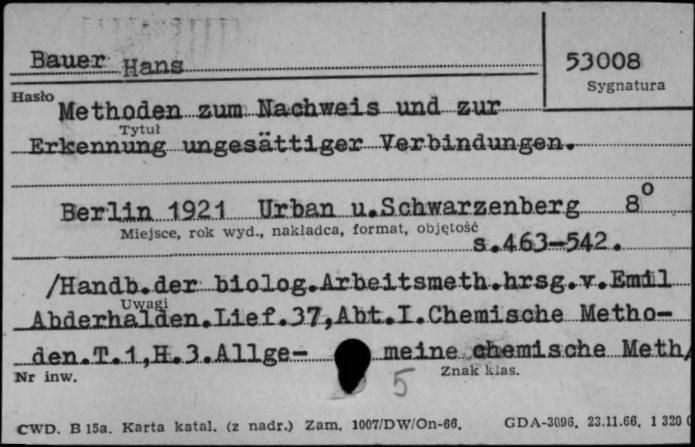 Bauer Hans
53008
Sygnatura
Hasło
Methoden zum Nachweis und zur
Tytuł
Erkennung ungesättiger Verbindungen.
Berlin 1921 Urban u.Schwarzenberg 8°
Miejsce, rok wyd., nakładca, format, objętość
s.463-542.
/Handb.der biolog.Arbeitsmeth.hrsg.v.Emil
Uwagi
Abderhalden.Lief.37,Abt.I.Chemische Metho-
den.T.1,H.3.Allge- meine chemische Meth/
Nr inw.
5
Znak klas.
CWD. B 15a. Karta katal. (z nadr.) Zam. 1007/DW/On-66. GDA-3096. 23.11.66. 1 320